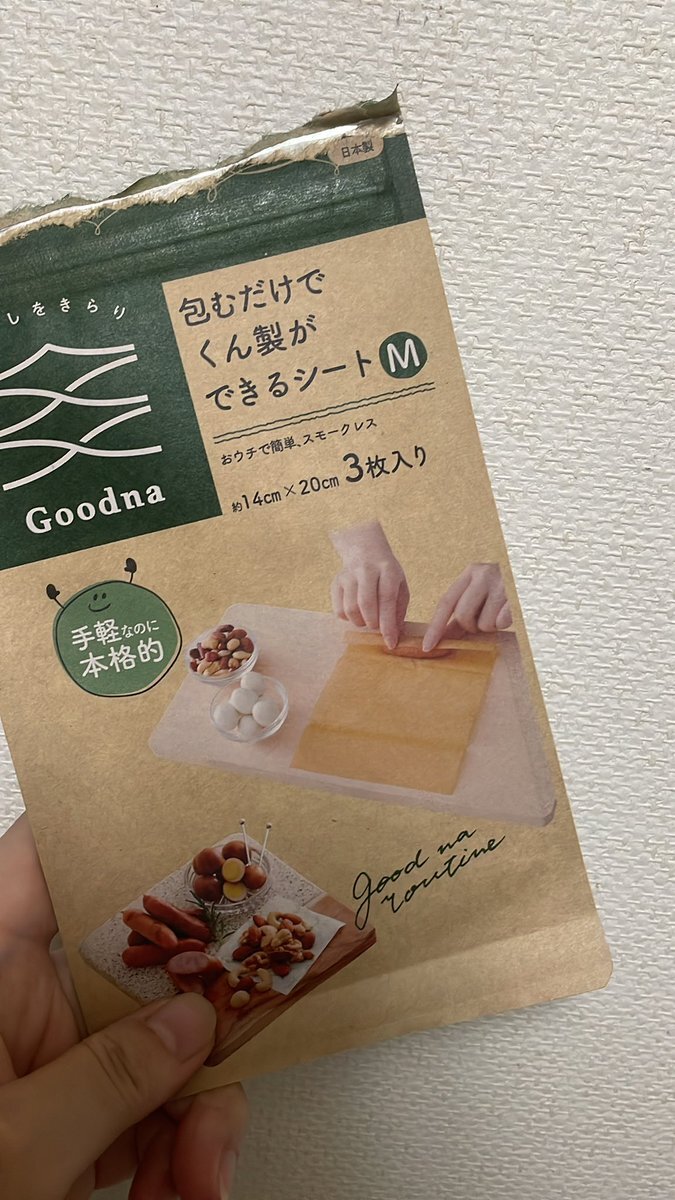 日本製
しをきらり
Goodna
包むだけで
くん製が
できるシート M
おウチで簡単、スモークレス
約14cm×20cm 3枚入り
手軽なのに
本格的
good na
routine